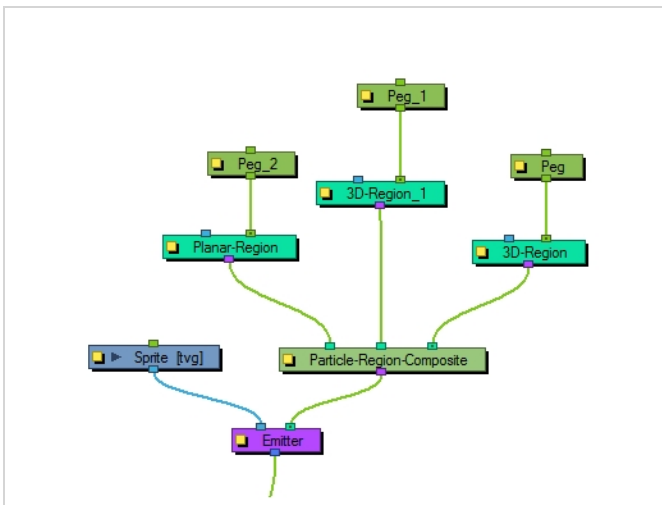 Peg_1
Peg_2
Peg
3D-Region_1
Planar-Region
3D-Region
Sprite [tvg]
Particle-Region-Composite
Emitter